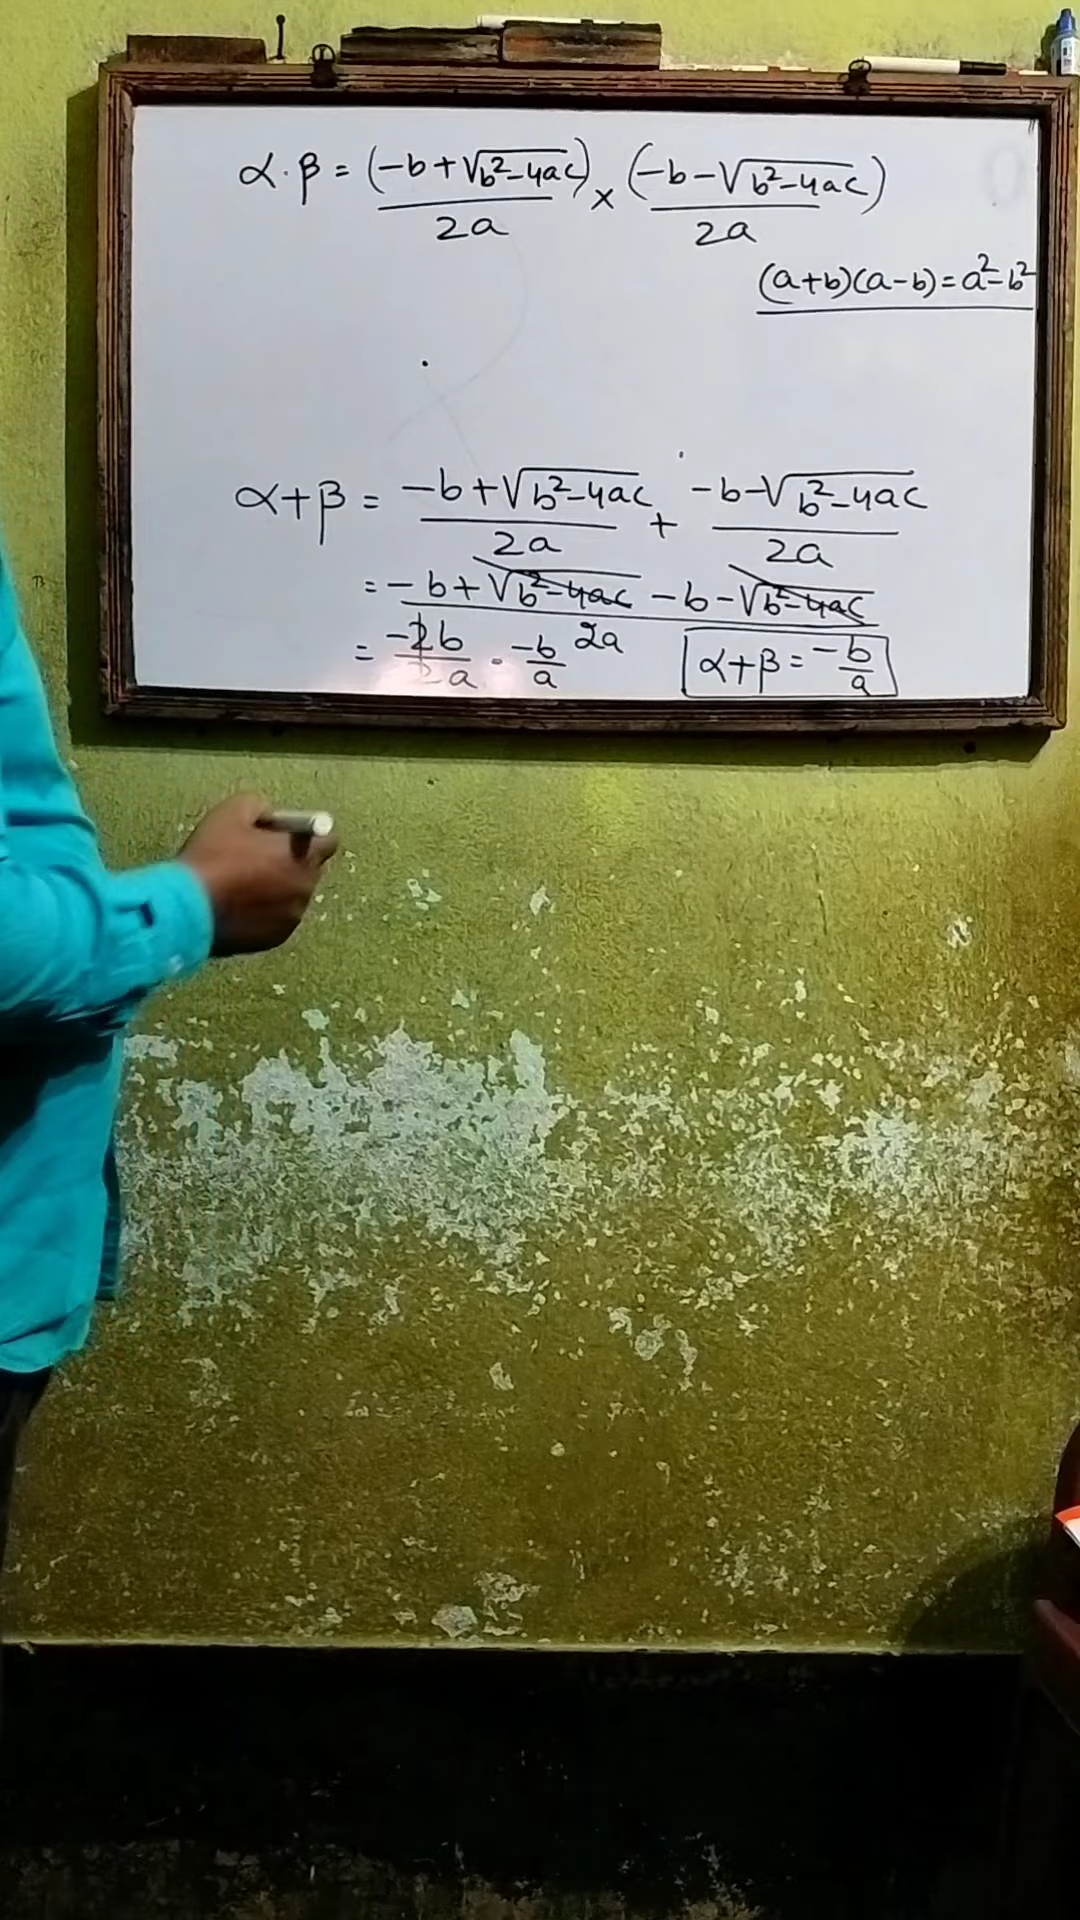 α·β = (-b+√b²-4ac)/2a × (-b-√b²-4ac)/2a
(a+b)(a-b)=a²-b²
α+β = -b+√b²-4ac/2a + -b-√b²-4ac/2a
= -b+√b²-4ac -b-√b²-4ac/2a
= -2b/2a = -b/a
α+β = -b/a